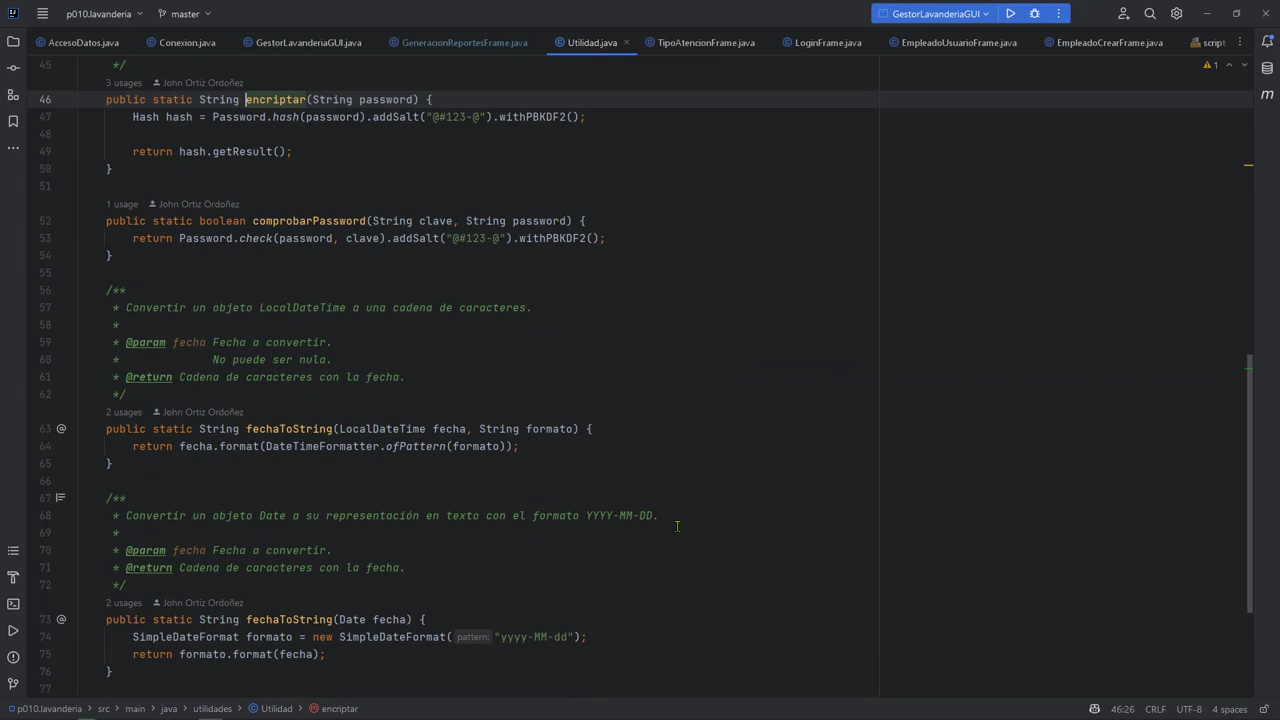 p010.lavanderia master GestorLavanderiaGUI
AccesoDatos.java Conexion.java GestorLavanderiaGUI.java GeneracionReportesFrame.java Utilidad.java TipoAtencionFrame.java LoginFrame.java EmpleadoUsuarioFrame.java EmpleadoCrearFrame.java script
45 */
1
3 usages John Ortiz Ordoñez
46 public static String encriptar(String password) {
47 Hash hash = Password.hash(password).addSalt("@#123-@").withPBKDF2();
48
49 return hash.getResult();
50 }
51
1 usage John Ortiz Ordoñez
52 public static boolean comprobarPassword(String clave, String password) {
53 return Password.check(password, clave).addSalt("@#123-@").withPBKDF2();
54 }
55
56 /**
57 * Convertir un objeto LocalDateTime a una cadena de caracteres.
58 *
59 * @param fecha Fecha a convertir.
60 * No puede ser nula.
61 * @return Cadena de caracteres con la fecha.
62 */
2 usages John Ortiz Ordoñez
63 public static String fechaToString(LocalDateTime fecha, String formato) {
64 return fecha.format(DateTimeFormatter.ofPattern(formato));
65 }
66
67 /**
68 * Convertir un objeto Date a su representación en texto con el formato YYYY-MM-DD.
69 *
70 * @param fecha Fecha a convertir.
71 * @return Cadena de caracteres con la fecha.
72 */
2 usages John Ortiz Ordoñez
73 public static String fechaToString(Date fecha) {
74 SimpleDateFormat formato = new SimpleDateFormat( pattern: "yyyy-MM-dd");
75 return formato.format(fecha);
76 }
77
p010.lavanderia > src > main > java > utilidades > Utilidad > encriptar 46:26 CRLF UTF-8 4 spaces